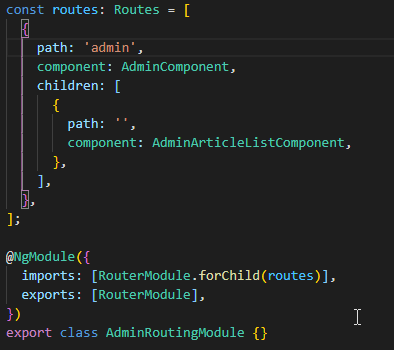 const routes: Routes = [
  {
    path: 'admin',
    component: AdminComponent,
    children: [
      {
        path: '',
        component: AdminArticleListComponent,
      },
    ],
  },
];
@NgModule({
  imports: [RouterModule.forChild(routes)],
  exports: [RouterModule],
})
export class AdminRoutingModule {}